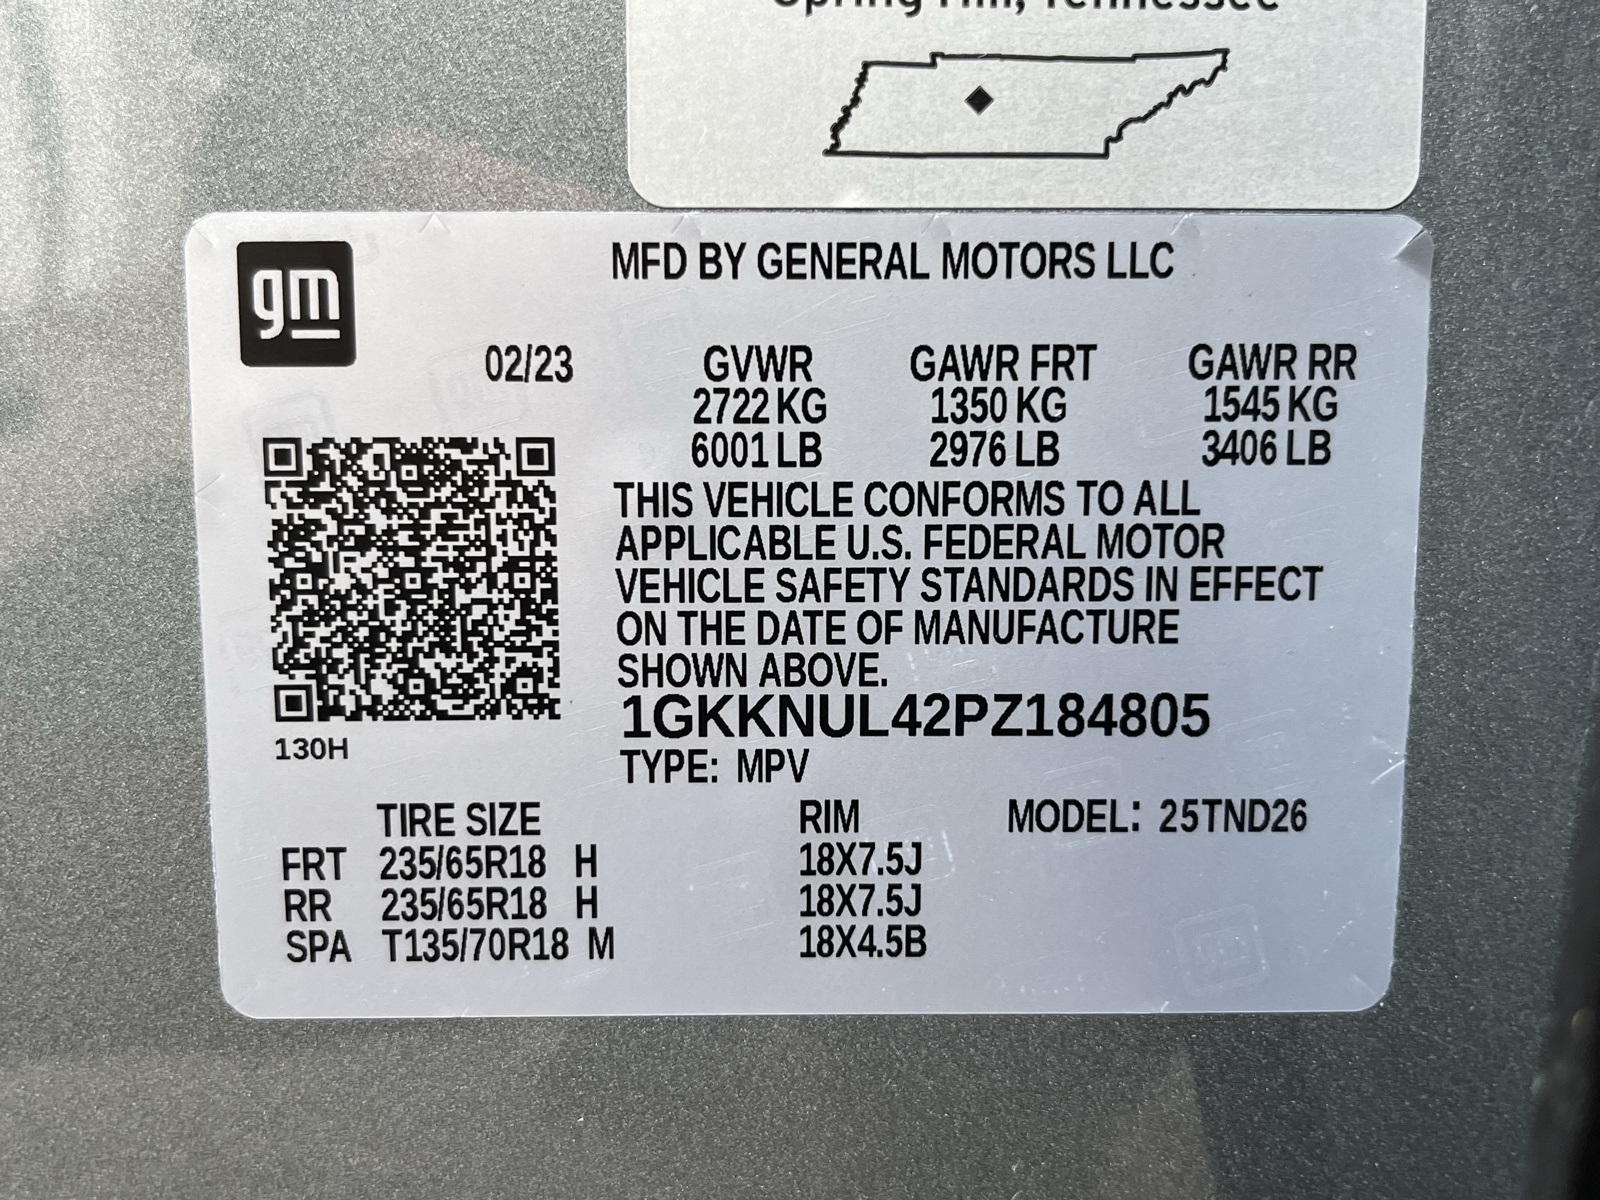 Spring Hill, Tennessee
gm
MFD BY GENERAL MOTORS LLC
02/23 GVWR GAWR FRT GAWR RR
2722 KG 1350 KG 1545 KG
6001 LB 2976 LB 3406 LB
THIS VEHICLE CONFORMS TO ALL
APPLICABLE U.S. FEDERAL MOTOR
VEHICLE SAFETY STANDARDS IN EFFECT
ON THE DATE OF MANUFACTURE
SHOWN ABOVE.
1GKKNUL42PZ184805
130H
TYPE: MPV
TIRE SIZE RIM MODEL: 25TND26
FRT 235/65R18 H 18X7.5J
RR 235/65R18 H 18X7.5J
SPA T135/70R18 M 18X4.5B